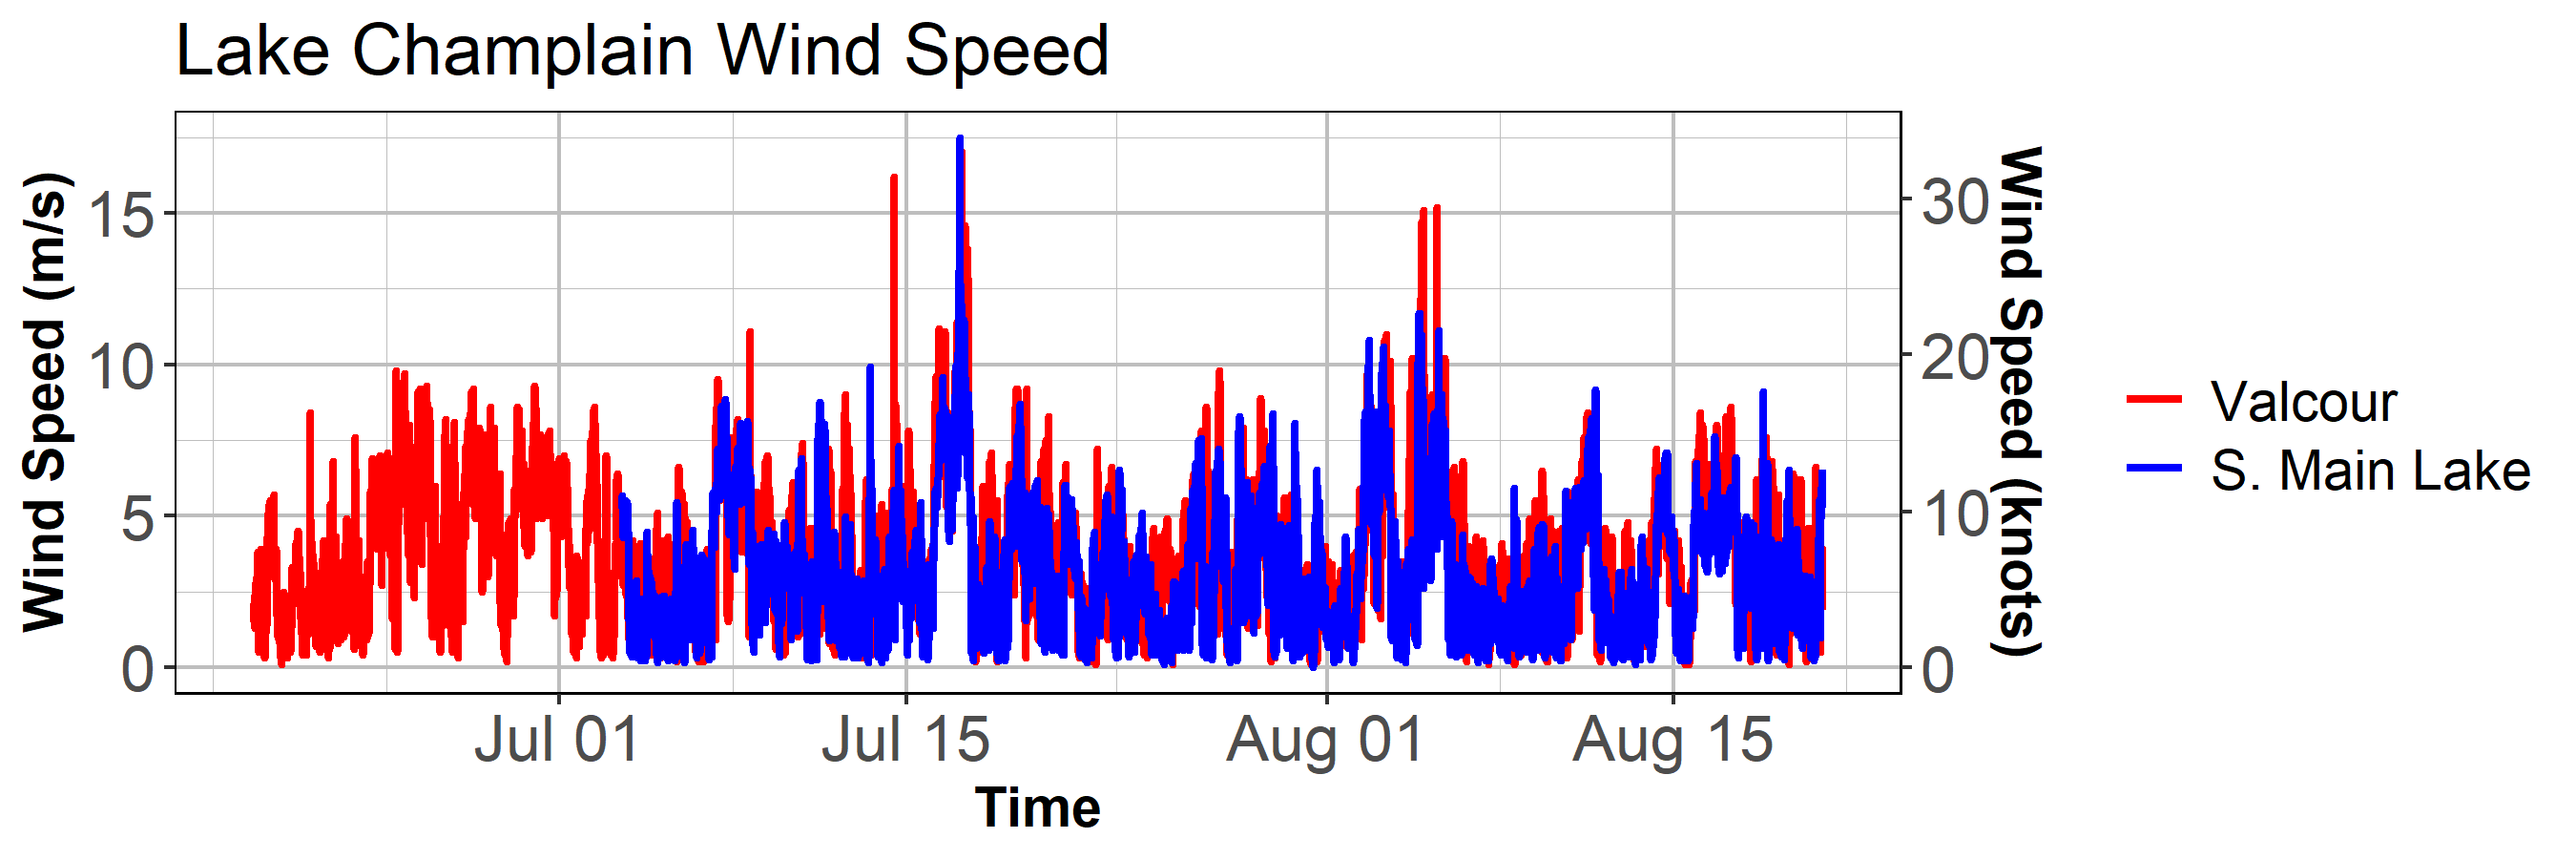 Lake Champlain Wind Speed
Wind Speed (m/s)
15
10
5
0
30
20
10
0
Wind Speed (knots)
Jul 01
Jul 15
Aug 01
Aug 15
Time
Valcour
S. Main Lake